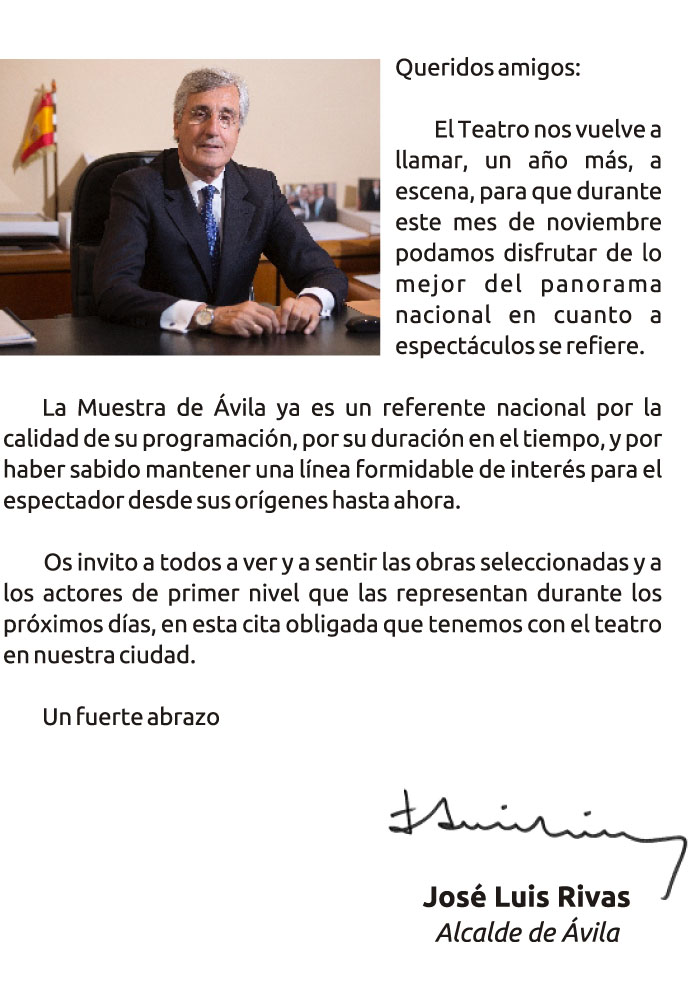 Queridos amigos:
El Teatro nos vuelve a
llamar, un año más, a
escena, para que durante
este mes de noviembre
podamos disfrutar de lo
mejor del panorama
nacional en cuanto a
espectáculos se refiere.
La Muestra de Ávila ya es un referente nacional por la
calidad de su programación, por su duración en el tiempo, y por
haber sabido mantener una línea formidable de interés para el
espectador desde sus orígenes hasta ahora.
Os invito a todos a ver y a sentir las obras seleccionadas y a
los actores de primer nivel que las representan durante los
próximos días, en esta cita obligada que tenemos con el teatro
en nuestra ciudad.
Un fuerte abrazo
José Luis Rivas
Alcalde de Ávila